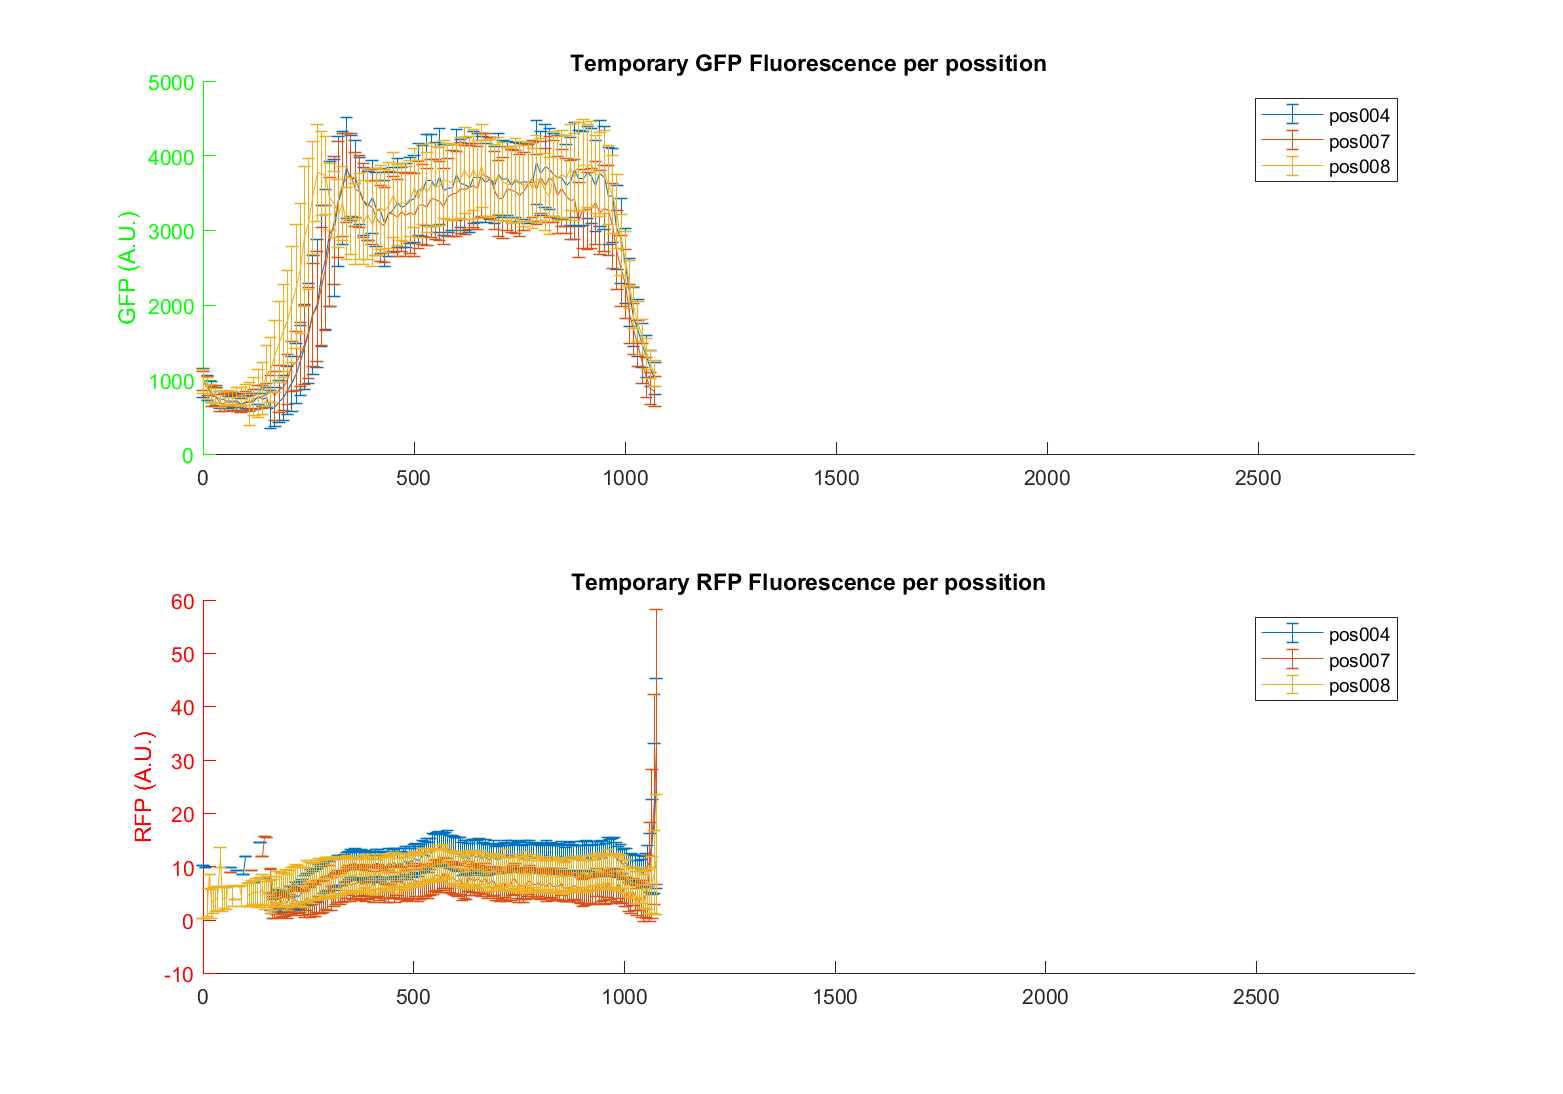 Temporary GFP Fluorescence per possition
5000
4000
3000
2000
1000
0
GFP (A.U.)
0 500 1000 1500 2000 2500
pos004
pos007
pos008
Temporary RFP Fluorescence per possition
60
50
40
30
20
10
0
-10
RFP (A.U.)
0 500 1000 1500 2000 2500
pos004
pos007
pos008